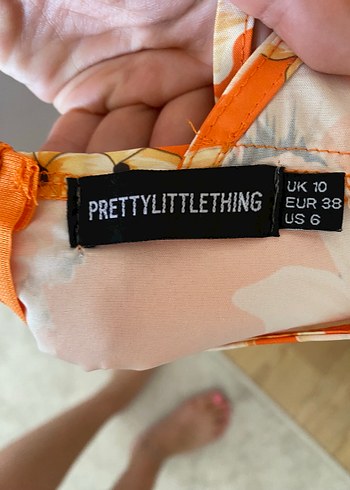 PRETTYLITTLETHING
UK 10
EUR 38
US 6